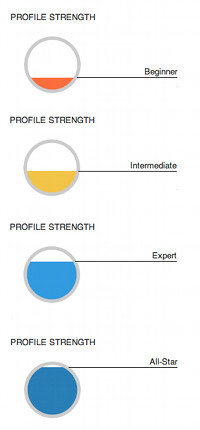 PROFILE STRENGTH
Beginner
PROFILE STRENGTH
Intermediate
PROFILE STRENGTH
Expert
PROFILE STRENGTH
All-Star